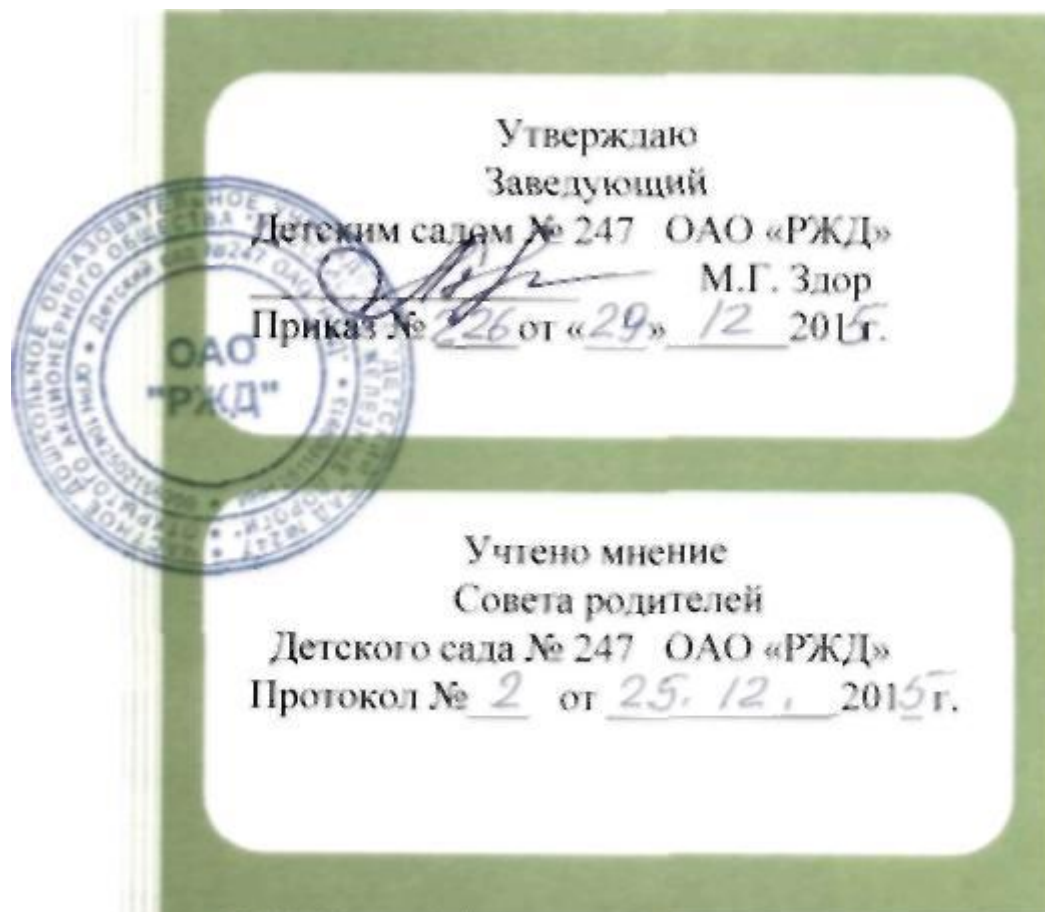 Утверждаю
Заведующий
Детским садом № 247 ОАО «РЖД»
М.Г. Здор
Приказ № 226 от «29» 12 2015г.
ОАО
"РЖД"
Учтено мнение
Совета родителей
Детского сада № 247 ОАО «РЖД»
Протокол № 2 от 25. 12. 2015г.